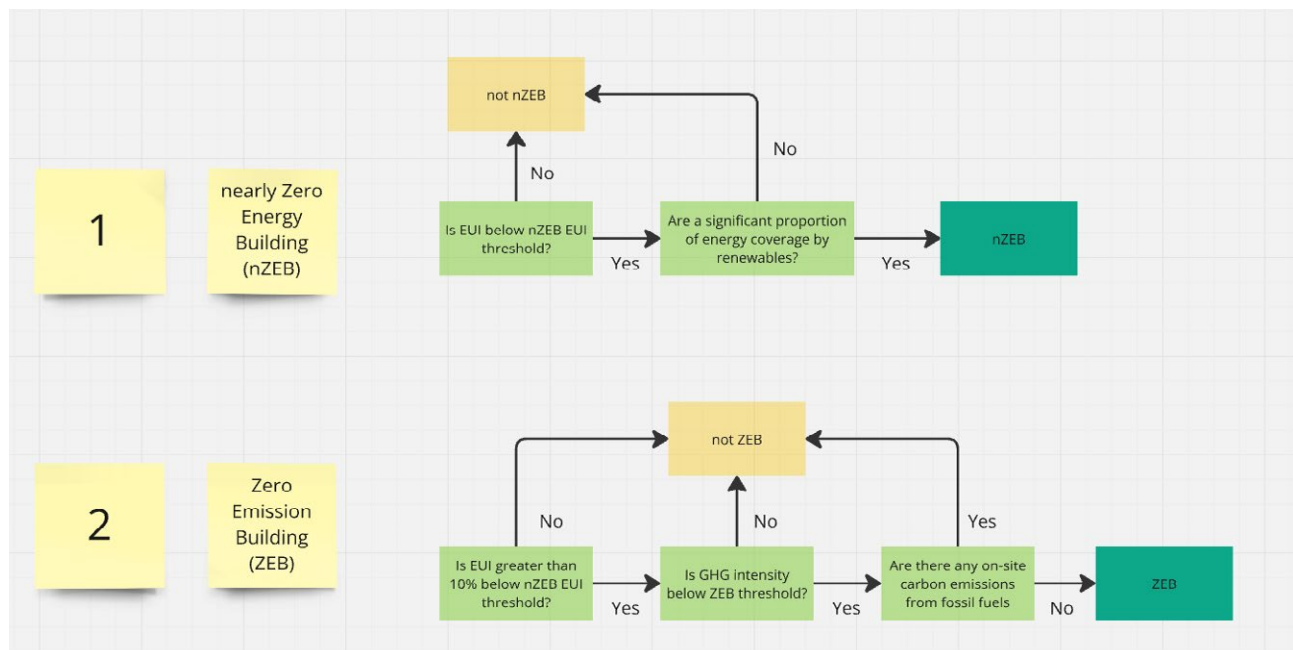 not nZEB
No
No
1
nearly Zero
Energy
Building
(nZEB)
Is EUI below nZEB EUI
threshold?
Yes
Are a significant proportion
of energy coverage by
renewables?
Yes
nZEB
not ZEB
No
No
Yes
2
Zero
Emission
Building
(ZEB)
Is EUI greater than
10% below nZEB EUI
threshold?
Yes
Is GHG intensity
below ZEB threshold?
Yes
Are there any on-site
carbon emissions
from fossil fuels
No
ZEB